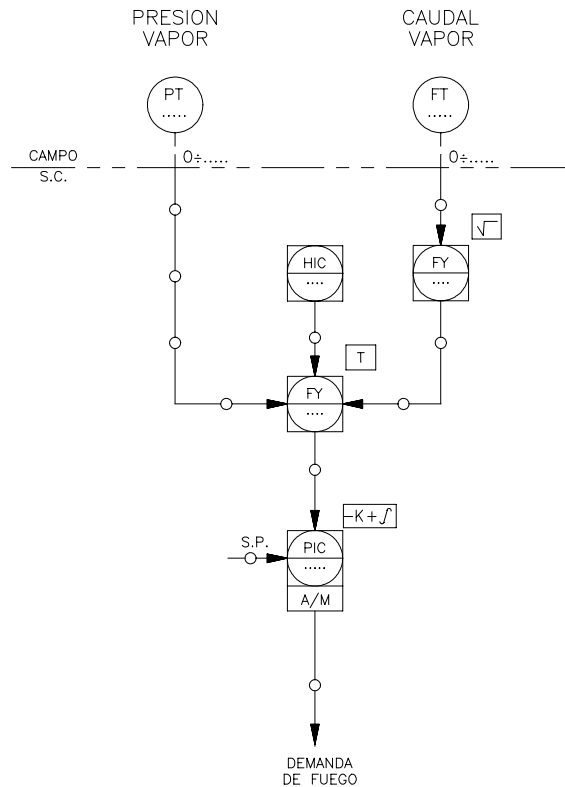 PRESION
VAPOR
CAUDAL
VAPOR
PT
.....
FT
.....
CAMPO
S.C.
0÷.....
0÷.....
√
HIC
....
FY
....
T
FY
....
-K+∫
S.P.
PIC
.....
A/M
DEMANDA
DE FUEGO